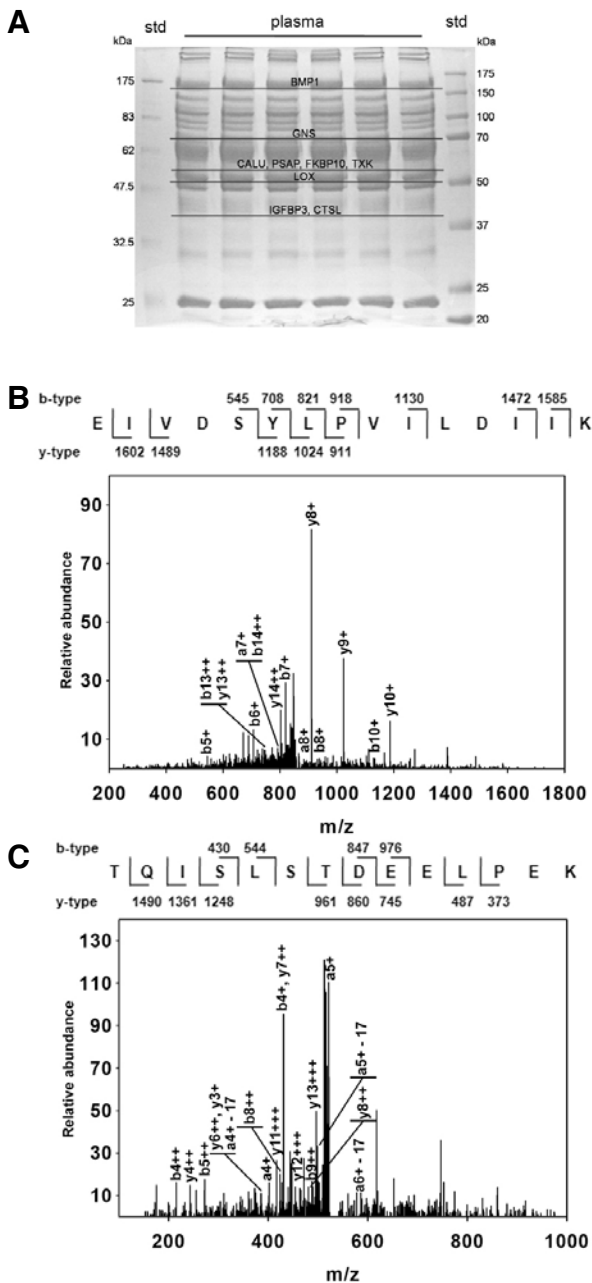 A
std plasma std
kDa kDa
175 BMP1 175
150
83 100
GNS 70
62
CALU, PSAP, FKBP10, TXK
LOX
47.5 50
IGFBP3, CTSL
37
32.5
25
25
20
B
b-type 545 708 821 918 1130 1472 1585
E I V D S Y L P V I L D I I K
y-type 1602 1489 1188 1024 911
90
70
50
30
10
Relative abundance
b5+
b13++
y13++
b6+
a7+
b14++
y14++
b7+
a8+
b8+
y8+
y9+
b10+
y10+
200 400 600 800 1000 1200 1400 1600 1800
m/z
C
b-type 430 544 847 976
T Q I S L S T D E E L P E K
y-type 1490 1361 1248 961 860 745 487 373
130
110
90
70
50
30
10
Relative abundance
b4++
y4++
b5++
y6++, y3+
a4+ - 17
b8++
a4+
y11+++
b4+, y7++
y12+++
b9++
y13+++
a5+
a5+ - 17
y8++
a6+ - 17
200 400 600 800 1000
m/z